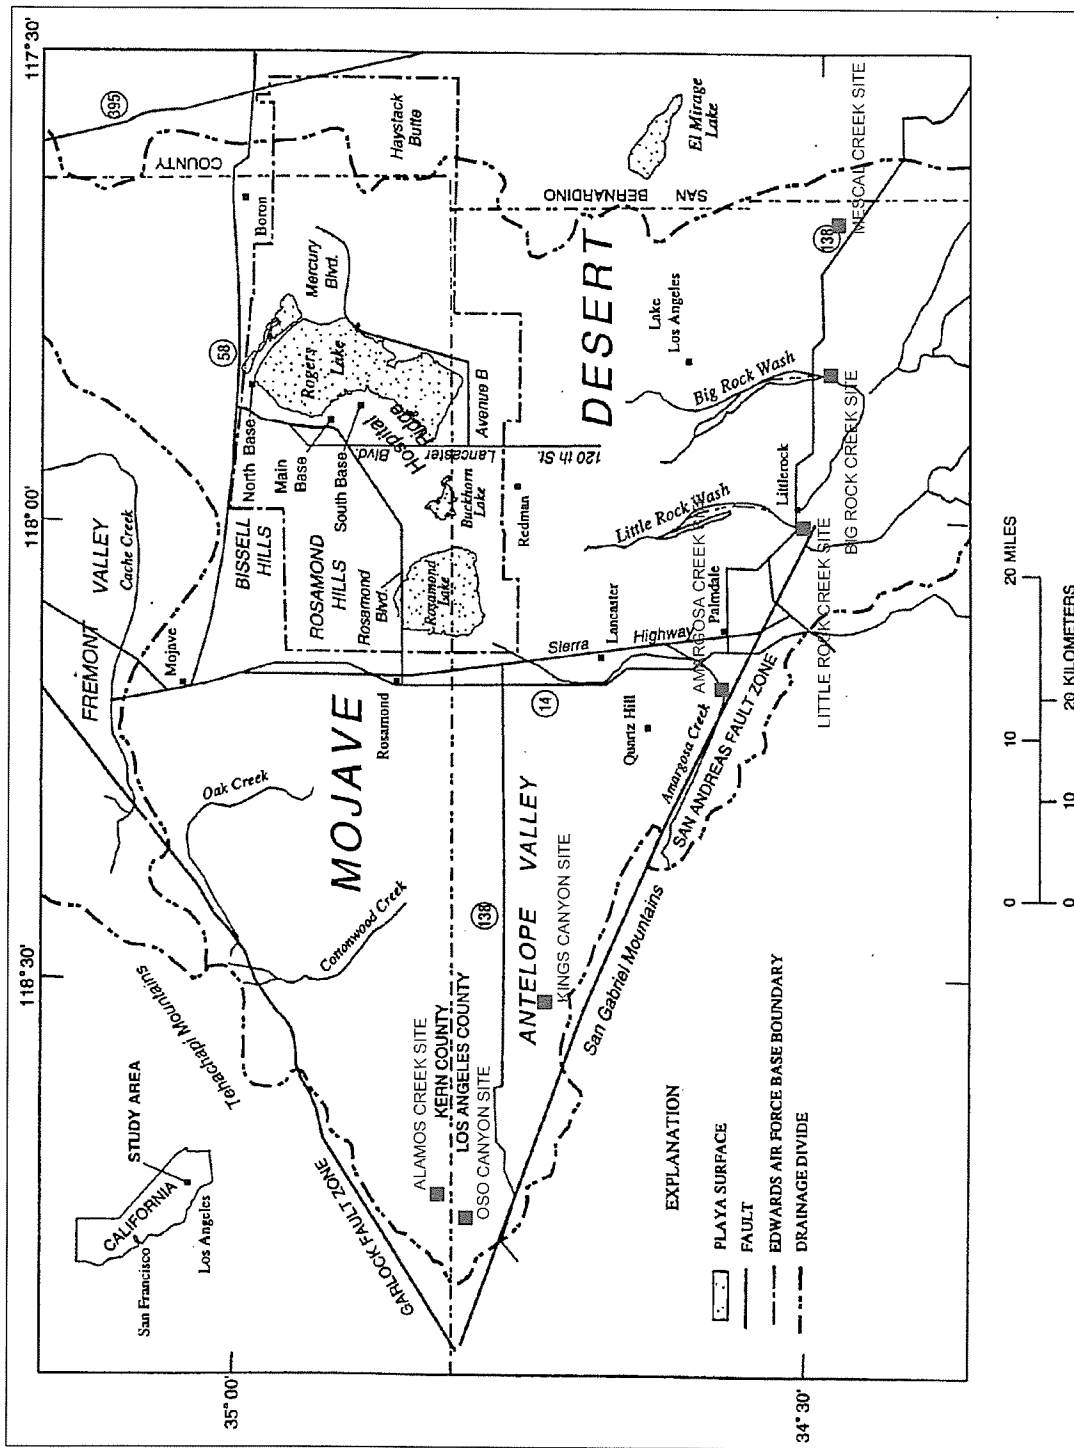 118°30'
118°00'
117°30'
35° 00'
34° 30'
STUDY AREA
CALIFORNIA
San Francisco
Los Angeles
Tehachapi Mountains
GARLOCK FAULT ZONE
FREMONT
VALLEY
Cache Creek
Oak Creek
Cottonwood Creek
Mojave
58
395
BISSELL
HILLS
North Base
Boron
COUNTY
Main
Base
South Base
Rogers
Lake
Mercury
Blvd.
Haystack
Butte
ROSAMOND
HILLS
Rosamond
Blvd.
Rosamond
Lake
Rosamond
Hospital
Ridge
Lancaster
Blvd.
Buckhorn
Lake
Avenue B
Redman
120 th St.
MOJAVE
DESERT
ALAMOS CREEK SITE
KERN COUNTY
LOS ANGELES COUNTY
OSO CANYON SITE
138
14
ANTELOPE
VALLEY
KINGS CANYON SITE
Sierra
Highway
Lancaster
Quartz Hill
Palmdale
Amargosa Creek
AMARGOSA CREEK SITE
SAN ANDREAS FAULT ZONE
San Gabriel Mountains
Little Rock Wash
Littlerock
LITTLE ROCK CREEK SITE
Big Rock Wash
BIG ROCK CREEK SITE
Lake
Los Angeles
SAN
BERNARDINO
El Mirage
Lake
138
MESCAL CREEK SITE
EXPLANATION
PLAYA SURFACE
FAULT
EDWARDS AIR FORCE BASE BOUNDARY
DRAINAGE DIVIDE
0
10
20 MILES
0
10
20 KILOMETERS